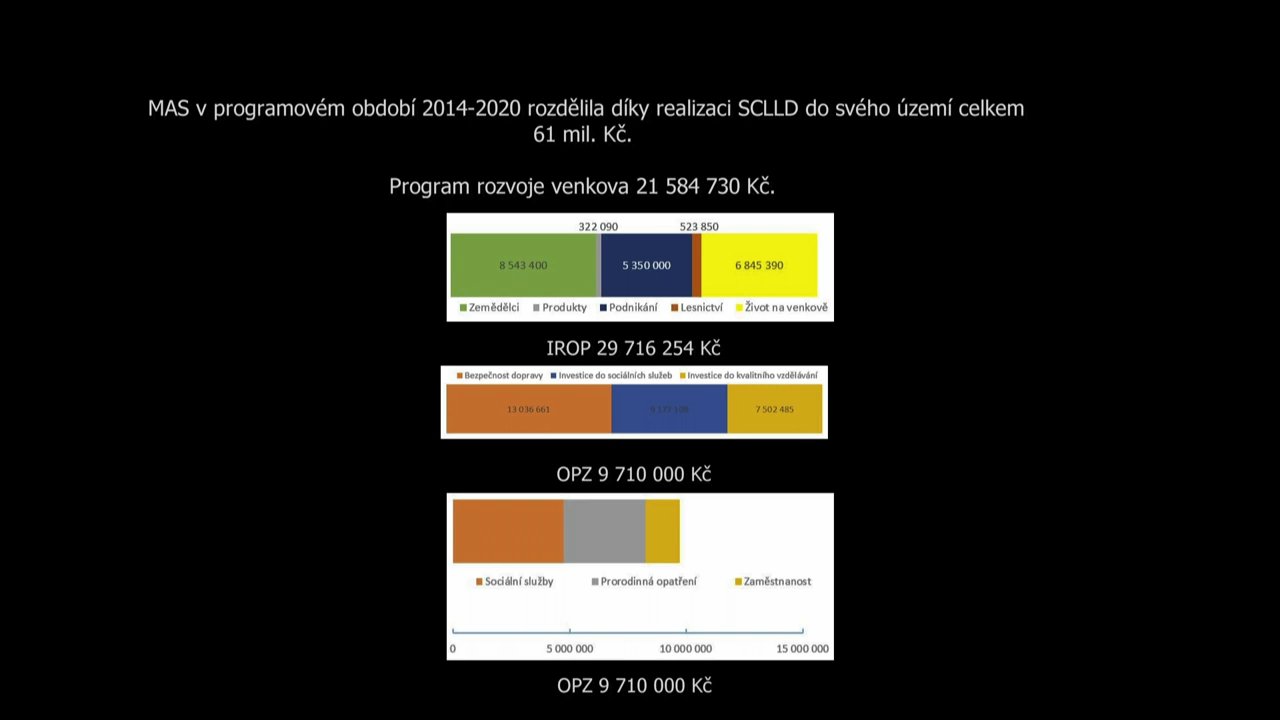 MAS v programovém období 2014-2020 rozdělila díky realizaci SCLLD do svého území celkem
61 mil. Kč.
Program rozvoje venkova 21 584 730 Kč.
322 090 523 850
8 543 400 5 350 000 6 845 390
Zemědělci Produkty Podnikání Lesnictví Život na venkově
IROP 29 716 254 Kč
Bezpečnost dopravy Investice do sociálních služeb Investice do kvalitního vzdělávání
13 036 661 7 502 485
OPZ 9 710 000 Kč
Sociální služby Prorodinná opatření Zaměstnanost
0 5 000 000 10 000 000 15 000 000
OPZ 9 710 000 Kč